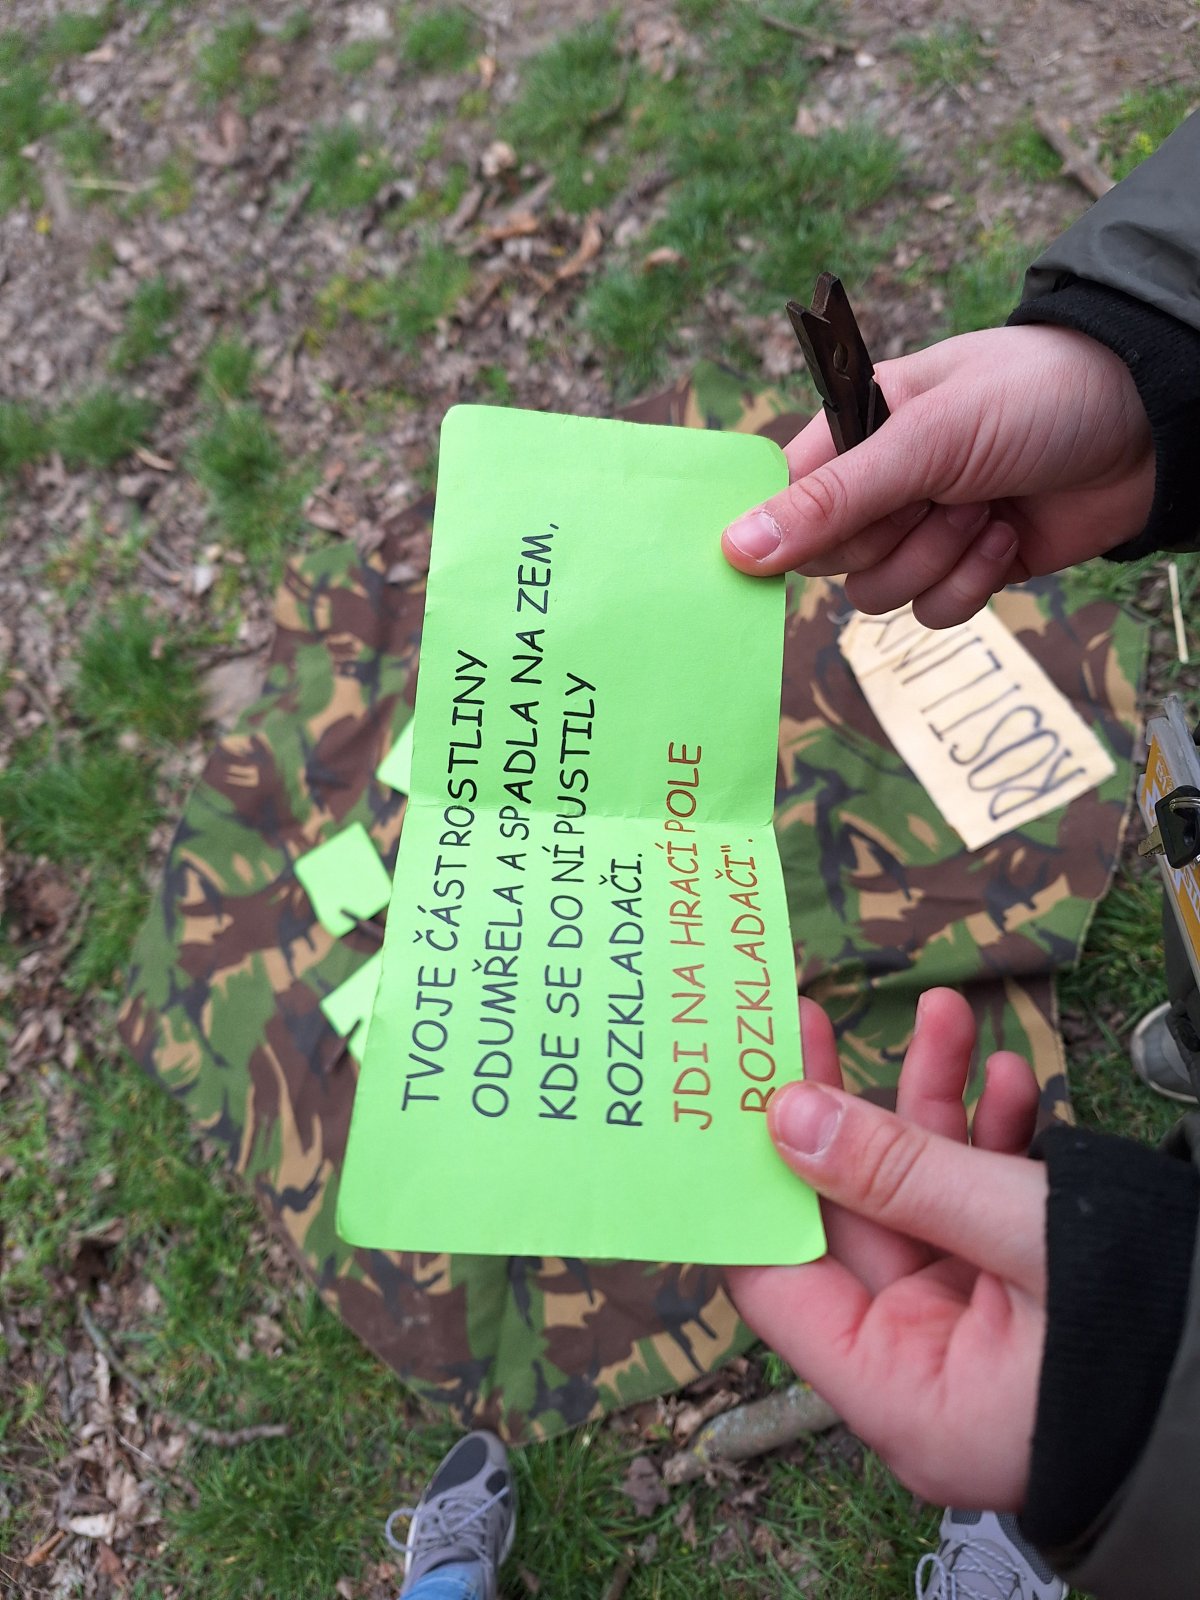 TVOJE ČÁST ROSTLINY
ODUMŘELA A SPADLA NA ZEM,
KDE SE DO NÍ PUSTILY
ROZKLADAČI.
JDI NA HRACÍ POLE
ROZKLADAČI".
ROSTLINY